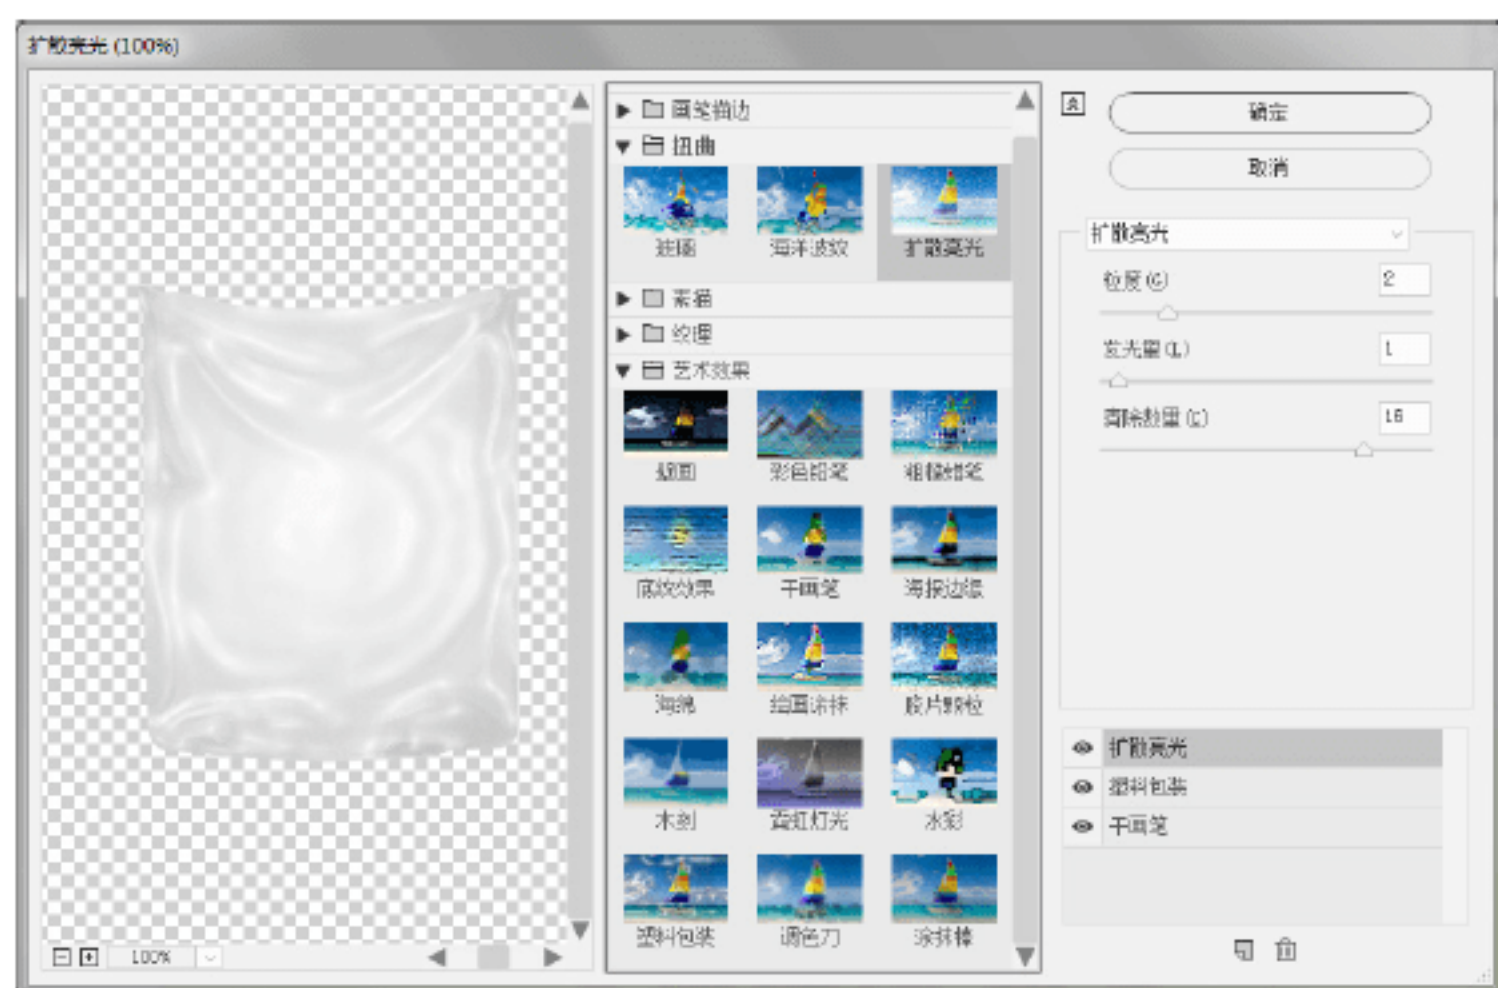 扩散亮光 (100%)
画笔描边
扭曲
玻璃
海洋波纹
扩散亮光
素描
纹理
艺术效果
壁画
彩色铅笔
粗糙蜡笔
底纹效果
干画笔
海报边缘
海绵
绘画涂抹
胶片颗粒
木刻
霓虹灯光
水彩
塑料包装
调色刀
涂抹棒
100%
确定
取消
扩散亮光
粒度(G)
2
发光量(L)
1
清除数量(C)
16
扩散亮光
塑料包装
干画笔